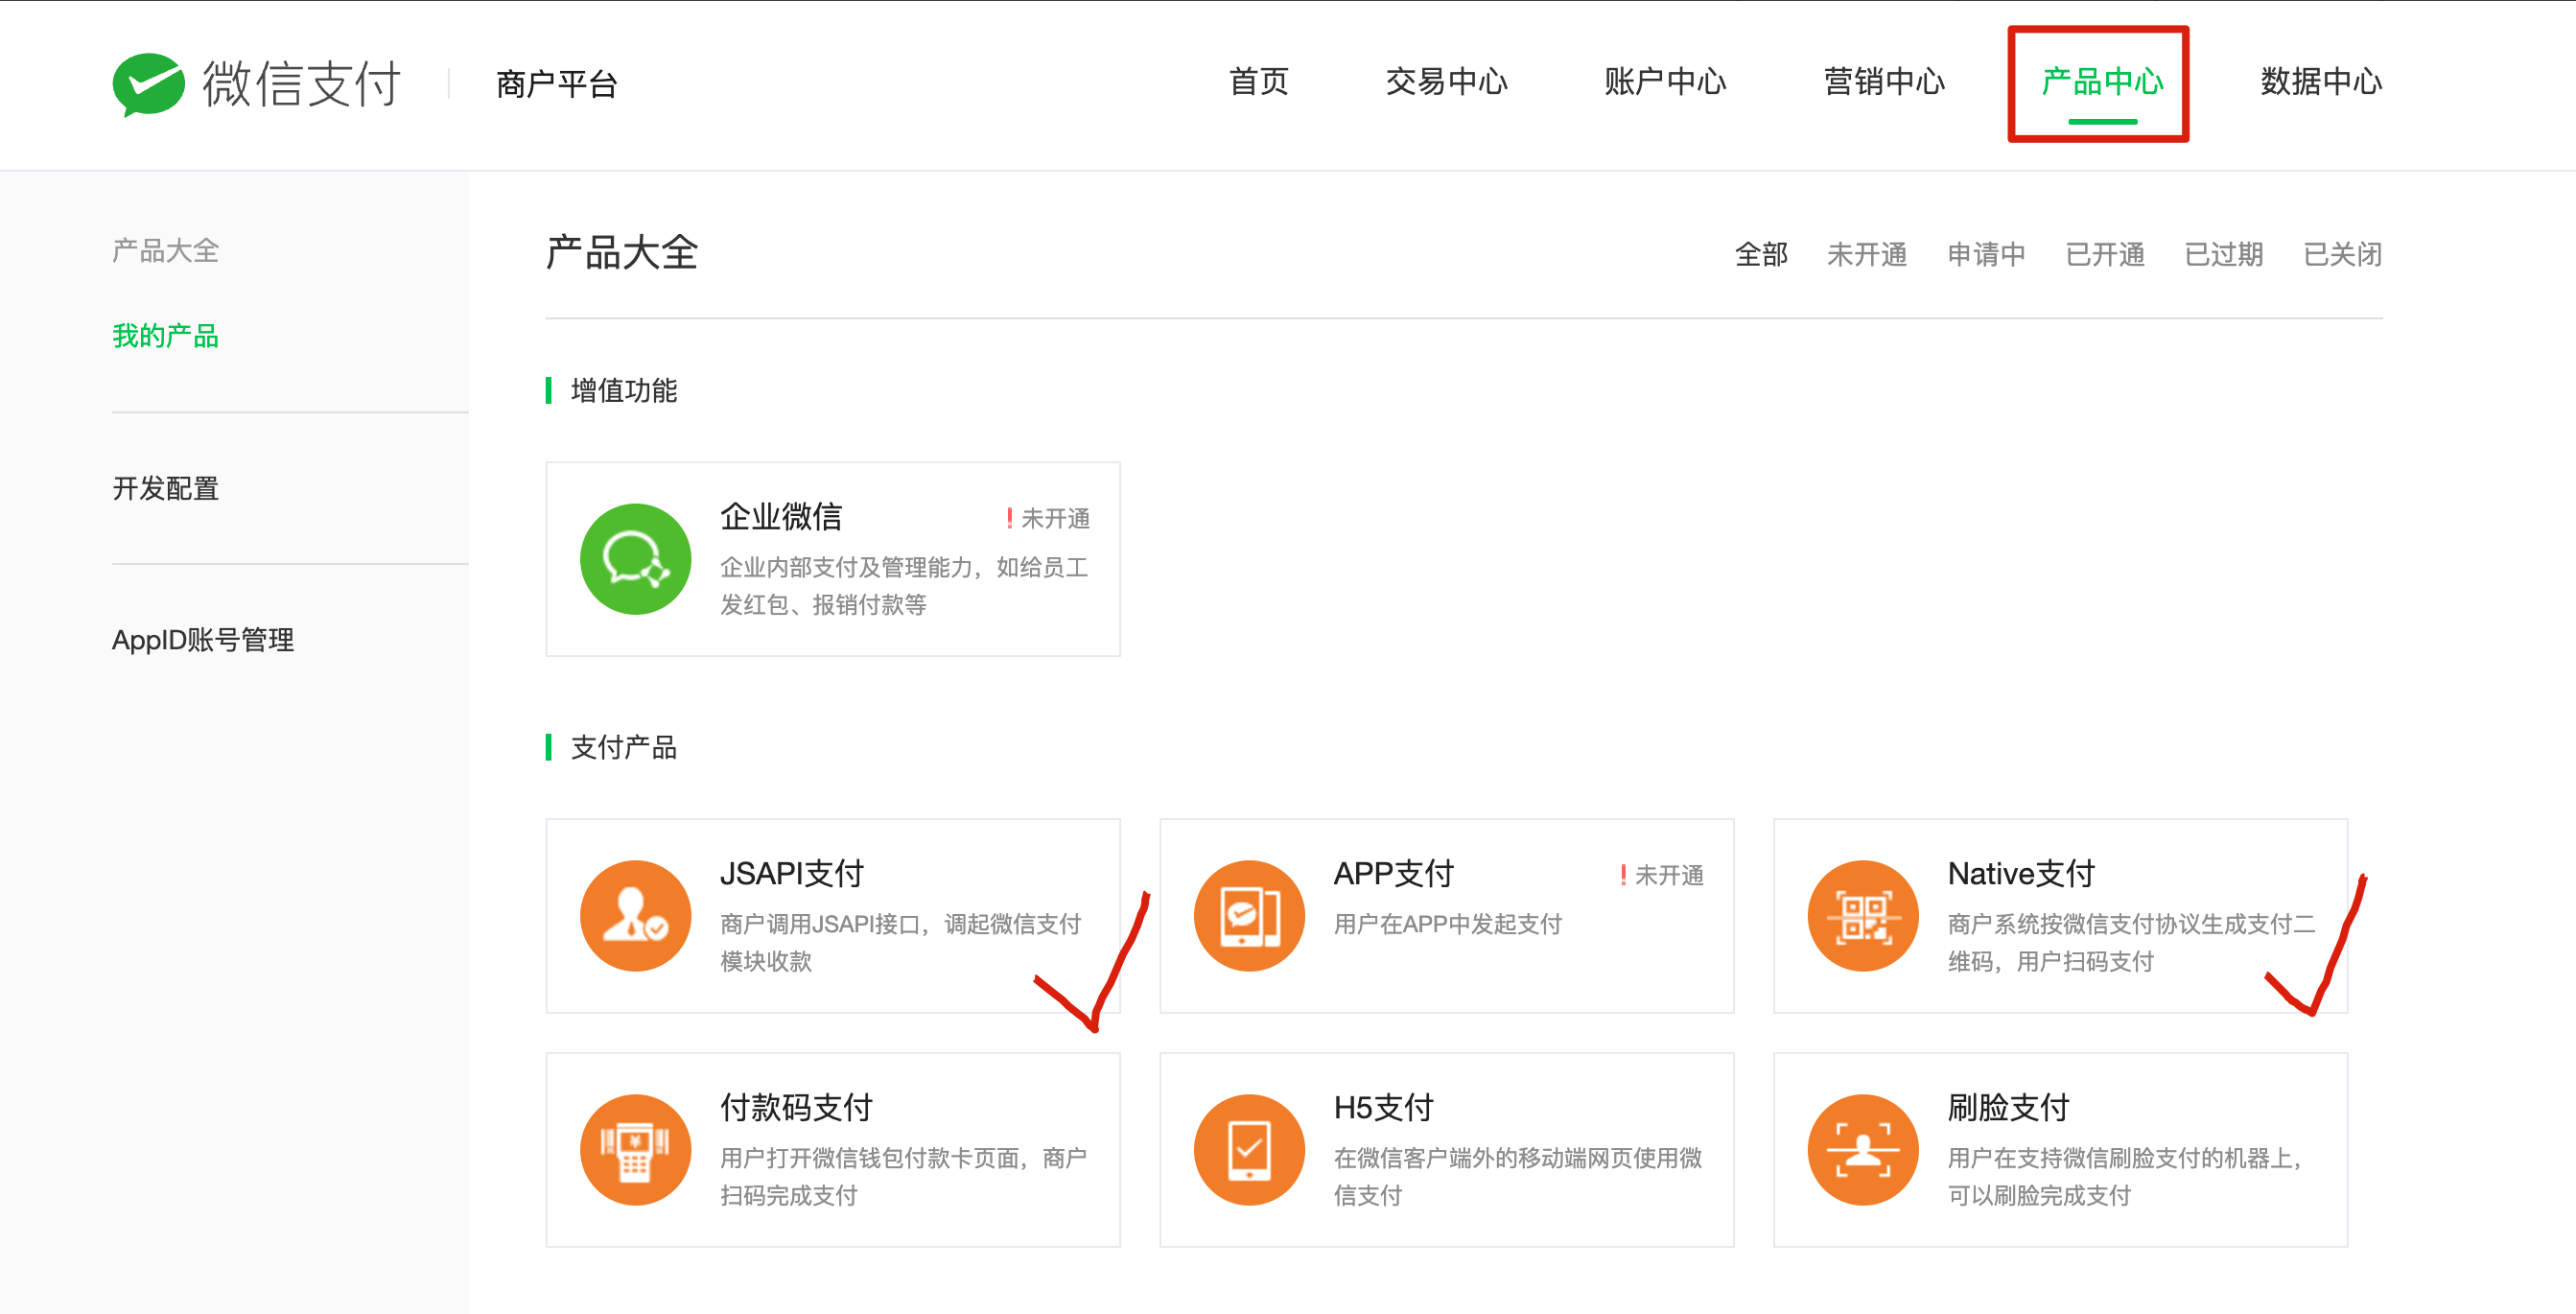 微信支付 商户平台 首页 交易中心 账户中心 营销中心 产品中心 数据中心
产品大全
我的产品
开发配置
AppID账号管理
产品大全 全部 未开通 申请中 已开通 已过期 已关闭
增值功能
企业微信 未开通
企业内部支付及管理能力，如给员工
发红包、报销付款等
支付产品
JSAPI支付
商户调用JSAPI接口，调起微信支付
模块收款
APP支付 未开通
用户在APP中发起支付
Native支付
商户系统按微信支付协议生成支付二
维码，用户扫码支付
付款码支付
用户打开微信钱包付款卡页面，商户
扫码完成支付
H5支付
在微信客户端外的移动端网页使用微
信支付
刷脸支付
用户在支持微信刷脸支付的机器上，
可以刷脸完成支付